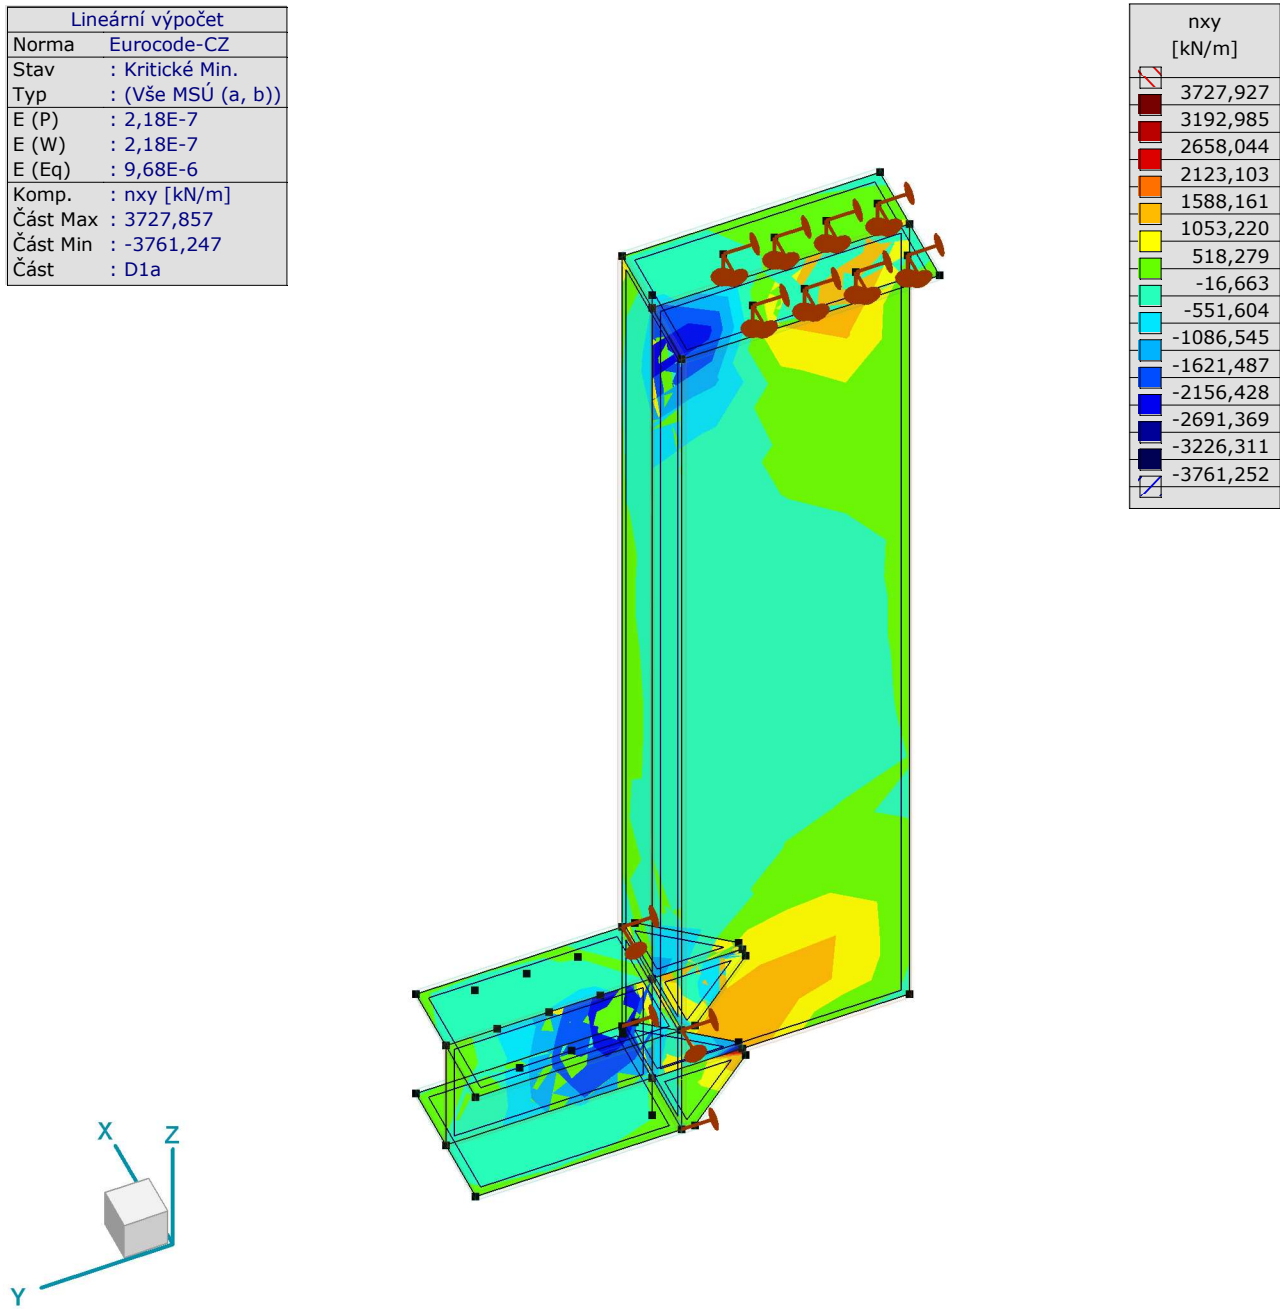 Lineární výpočet
Norma Eurocode-CZ
Stav : Kritické Min.
Typ : (Vše MSÚ (a, b))
E (P) : 2,18E-7
E (W) : 2,18E-7
E (Eq) : 9,68E-6
Komp. : nxy [kN/m]
Část Max : 3727,857
Část Min : -3761,247
Část : D1a
nxy
[kN/m]
3727,927
3192,985
2658,044
2123,103
1588,161
1053,220
518,279
-16,663
-551,604
-1086,545
-1621,487
-2156,428
-2691,369
-3226,311
-3761,252
X
Z
Y